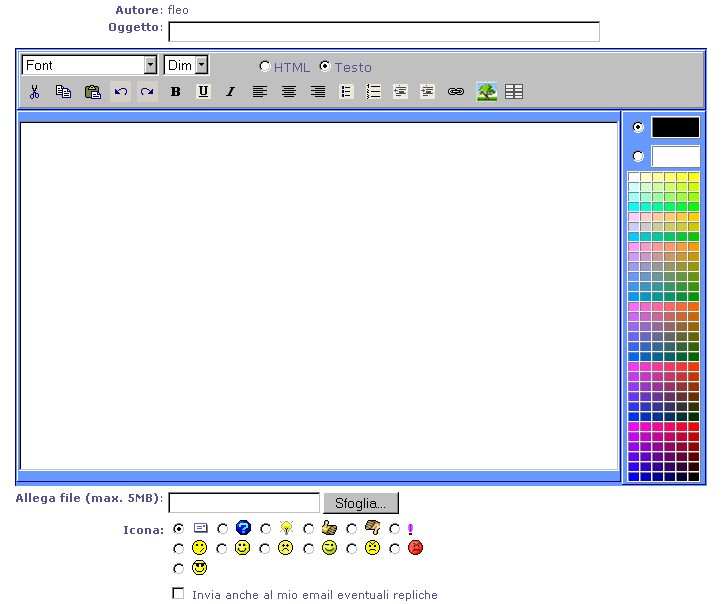 Autore: fleo
Oggetto:
Font Dim HTML Testo
B U I
Allega file (max. 5MB): Sfoglia...
Icona:
Invia anche al mio email eventuali repliche